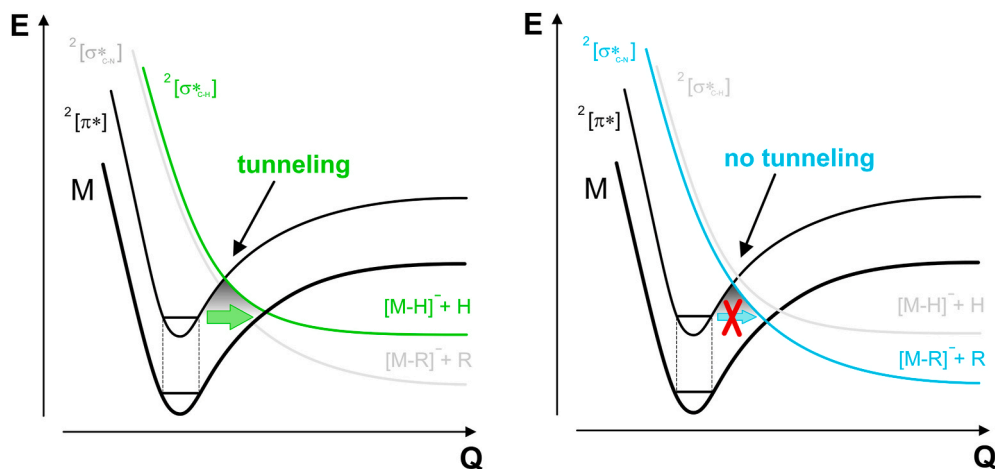 E
²[σ*C-N]
²[σ*C-H]
²[π*]
M
tunneling
[M-H]⁻+ H
[M-R]⁻+ R
Q
E
²[σ*C-N]
²[σ*C-H]
²[π*]
M
no tunneling
[M-H]⁻+ H
[M-R]⁻+ R
Q